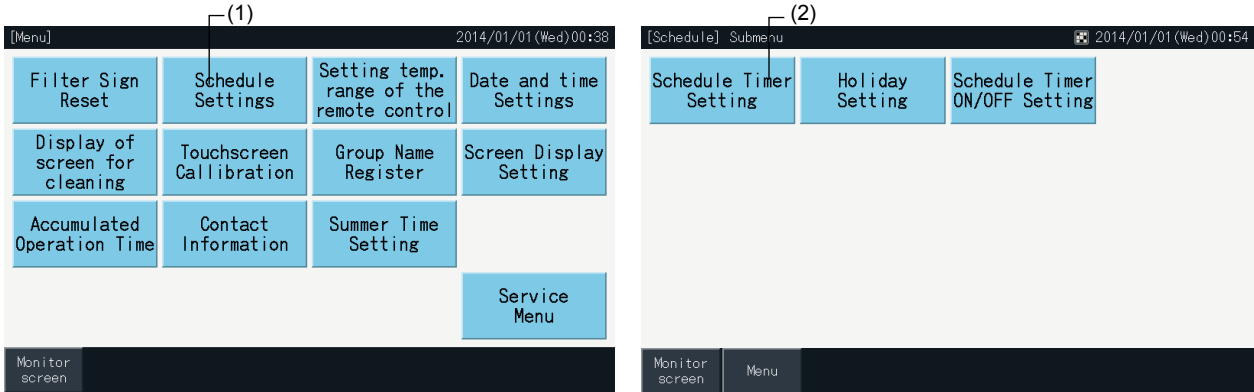 (1)
[Menu]
2014/01/01(Wed)00:38
Filter Sign
Reset
Schedule
Settings
Setting temp.
range of the
remote control
Date and time
Settings
Display of
screen for
cleaning
Touchscreen
Callibration
Group Name
Register
Screen Display
Setting
Accumulated
Operation Time
Contact
Information
Summer Time
Setting
Service
Menu
Monitor
screen
(2)
[Schedule] Submenu
2014/01/01(Wed)00:54
Schedule Timer
Setting
Holiday
Setting
Schedule Timer
ON/OFF Setting
Monitor
screen
Menu